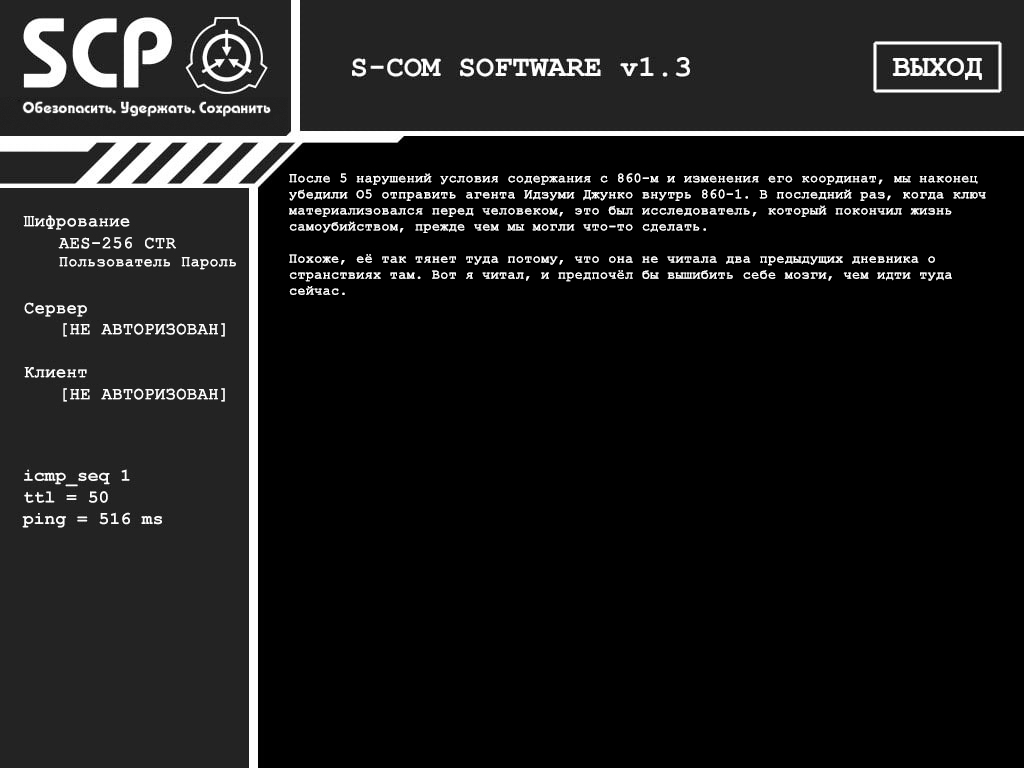 SCP
Обезопасить. Удержать. Сохранить
S-COM SOFTWARE v1.3
ВЫХОД
После 5 нарушений условия содержания с 860-м и изменения его координат, мы наконец
убедили О5 отправить агента Идзуми Джунко внутрь 860-1. В последний раз, когда ключ
материализовался перед человеком, это был исследователь, который покончил жизнь
самоубийством, прежде чем мы могли что-то сделать.
Похоже, её так тянет туда потому, что она не читала два предыдущих дневника о
странствиях там. Вот я читал, и предпочёл бы вышибить себе мозги, чем идти туда
сейчас.
Шифрование
AES-256 CTR
Пользователь Пароль
Сервер
[НЕ АВТОРИЗОВАН]
Клиент
[НЕ АВТОРИЗОВАН]
icmp_seq 1
ttl = 50
ping = 516 ms